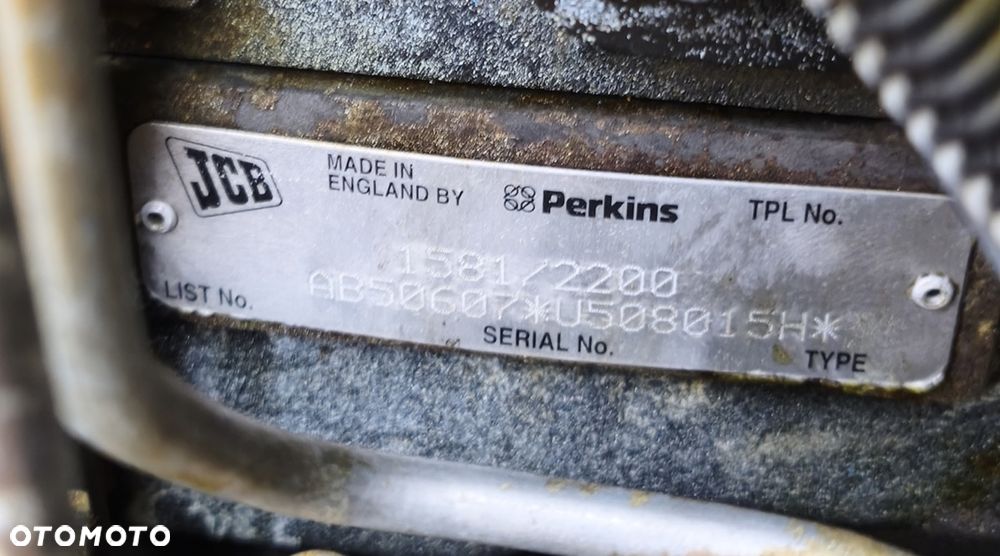 JCB
MADE IN
ENGLAND BY
Perkins
TPL No.
1581/2200
LIST No.
AB50607*U508015H*
SERIAL No.
TYPE
OTOMOTO